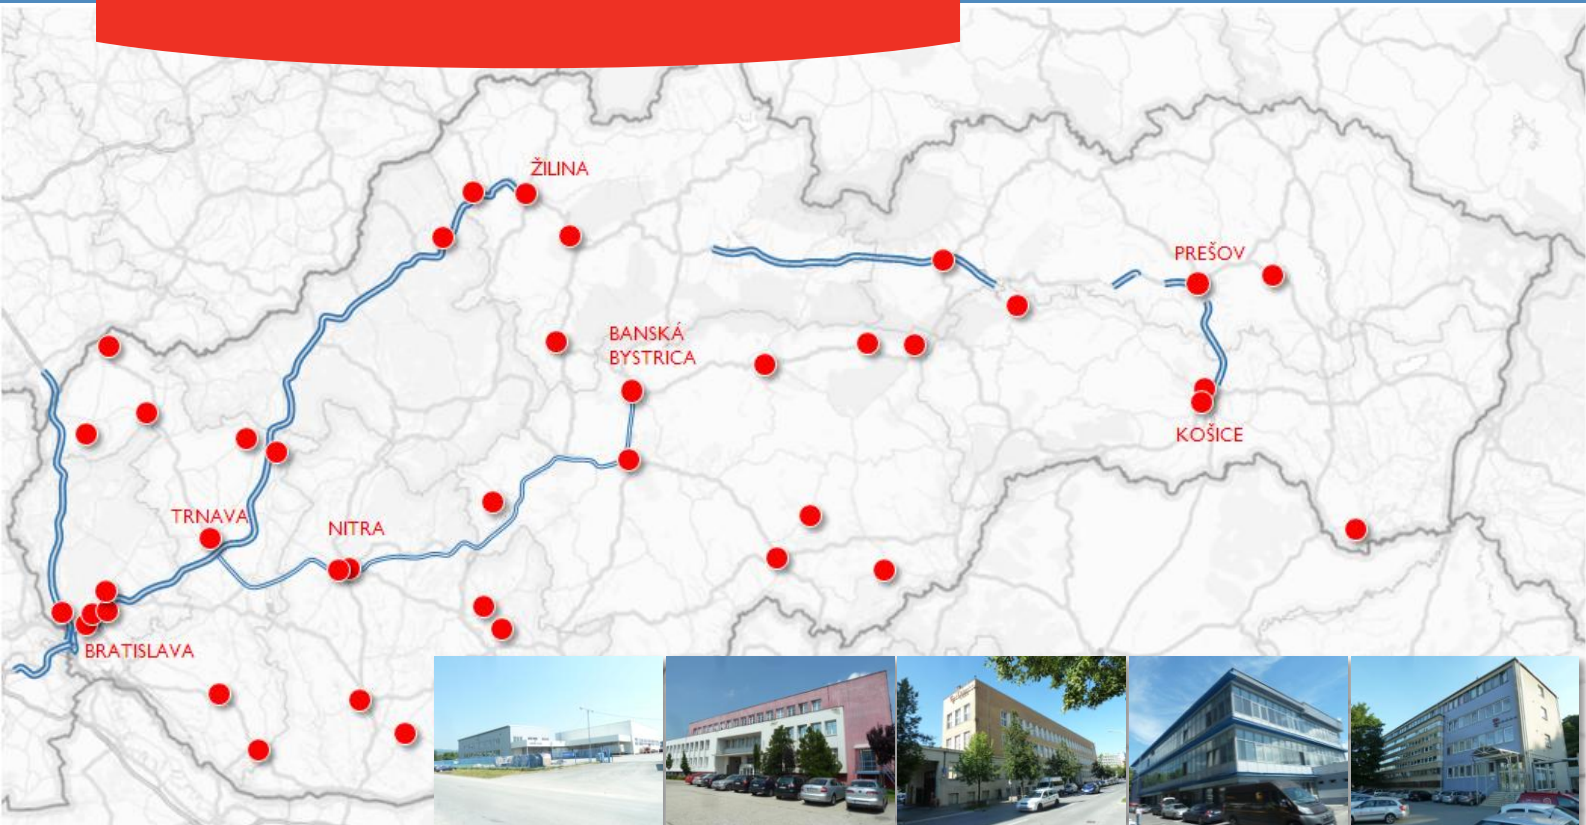 ŽILINA
PREŠOV
BANSKÁ
BYSTRICA
KOŠICE
TRNAVA
NITRA
BRATISLAVA